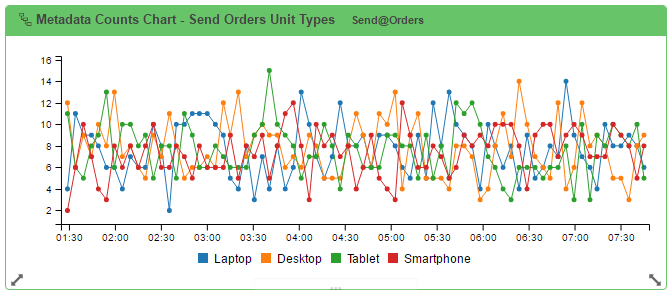 Metadata Counts Chart - Send Orders Unit Types Send@Orders
16
14
12
10
8
6
4
2
01:30 02:00 02:30 03:00 03:30 04:00 04:30 05:00 05:30 06:00 06:30 07:00 07:30
Laptop Desktop Tablet Smartphone